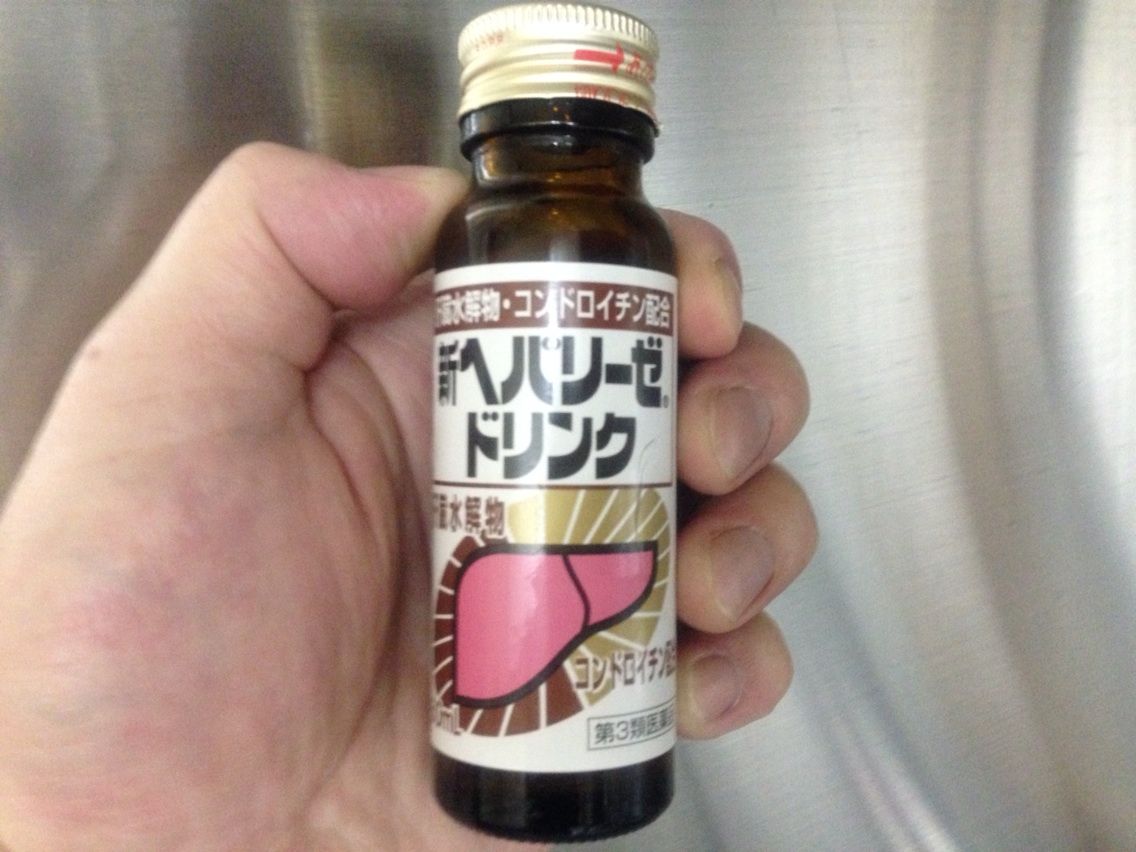 肝臓水解物・コンドロイチン配合
新ヘパリーゼ®
ドリンク
肝臓水解物
コンドロイチン配合
0mL
第3類医薬品